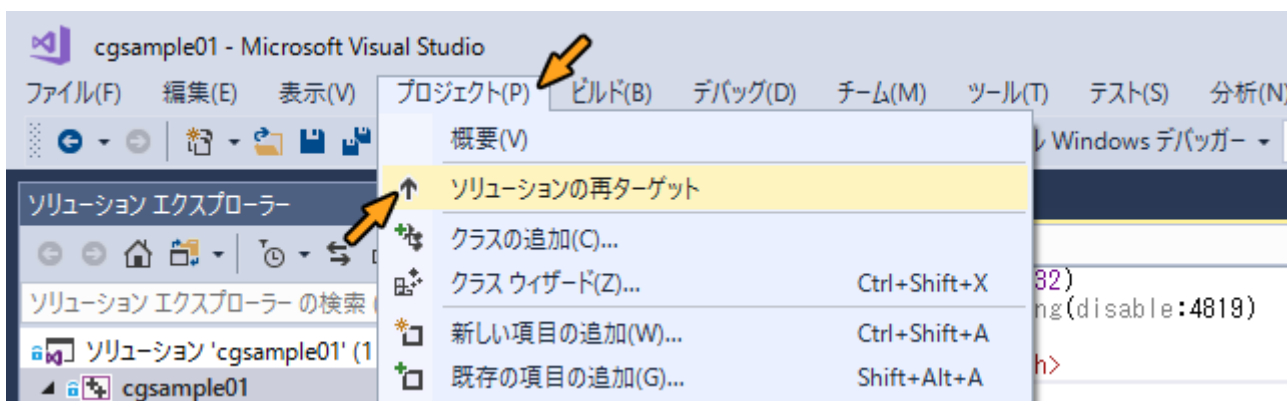 cgsample01 - Microsoft Visual Studio
ファイル(F) 編集(E) 表示(V) プロジェクト(P) ビルド(B) デバッグ(D) チーム(M) ツール(T) テスト(S) 分析(N)
概要(V)
Windows デバッガー
ソリューション エクスプローラー
ソリューションの再ターゲット
クラスの追加(C)...
クラス ウィザード(Z)... Ctrl+Shift+X
32)
ソリューション エクスプローラー の検索
ng(disable:4819)
新しい項目の追加(W)... Ctrl+Shift+A
ソリューション 'cgsample01' (1
h>
既存の項目の追加(G)... Shift+Alt+A
cgsample01